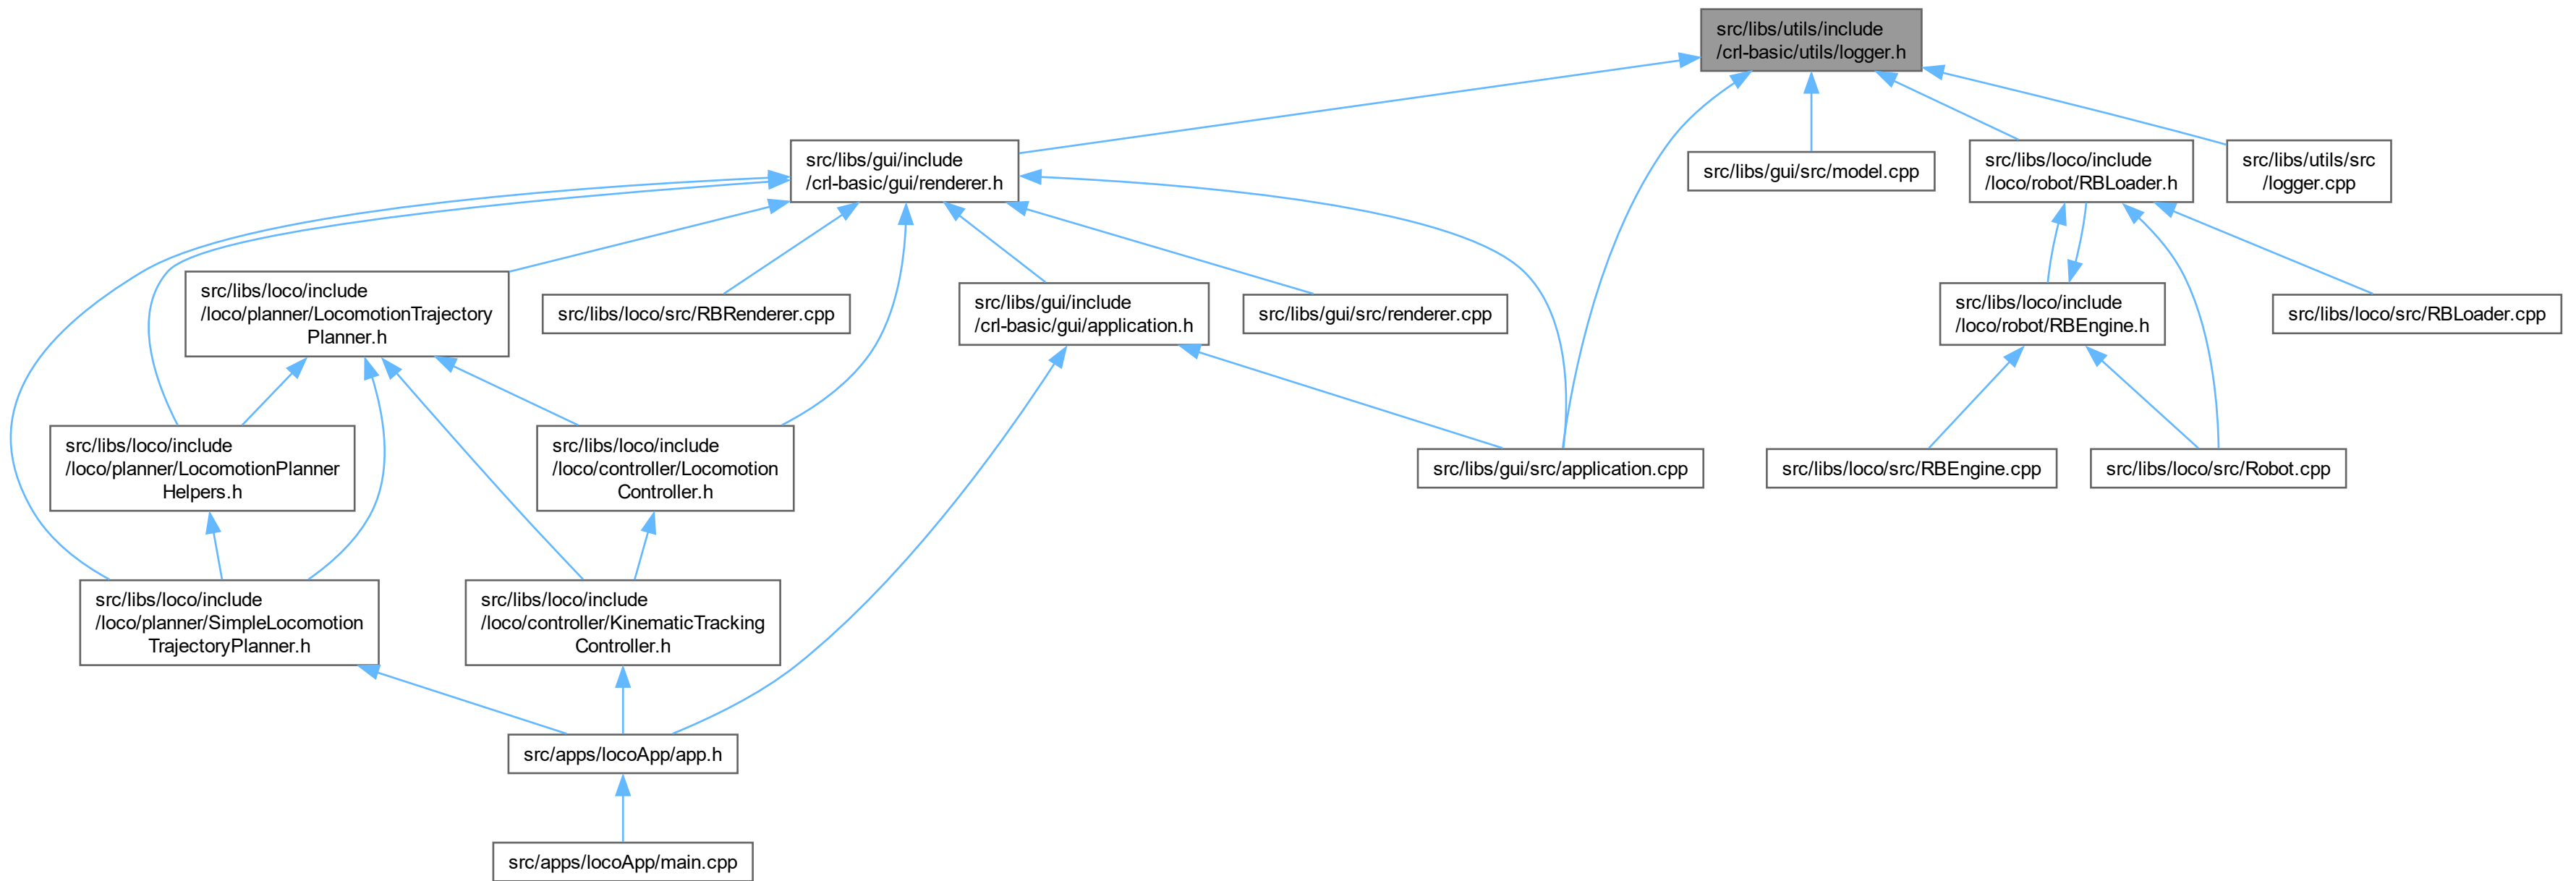 src/libs/utils/include
/crl-basic/utils/logger.h
src/libs/gui/include
/crl-basic/gui/renderer.h
src/libs/gui/src/model.cpp
src/libs/loco/include
/loco/robot/RBLoader.h
src/libs/utils/src
/logger.cpp
src/libs/loco/include
/loco/planner/LocomotionTrajectory
Planner.h
src/libs/loco/src/RBRenderer.cpp
src/libs/gui/include
/crl-basic/gui/application.h
src/libs/gui/src/renderer.cpp
src/libs/loco/include
/loco/robot/RBEngine.h
src/libs/loco/src/RBLoader.cpp
src/libs/loco/include
/loco/planner/LocomotionPlanner
Helpers.h
src/libs/loco/include
/loco/controller/Locomotion
Controller.h
src/libs/gui/src/application.cpp
src/libs/loco/src/RBEngine.cpp
src/libs/loco/src/Robot.cpp
src/libs/loco/include
/loco/planner/SimpleLocomotion
TrajectoryPlanner.h
src/libs/loco/include
/loco/controller/KinematicTracking
Controller.h
src/apps/locoApp/app.h
src/apps/locoApp/main.cpp